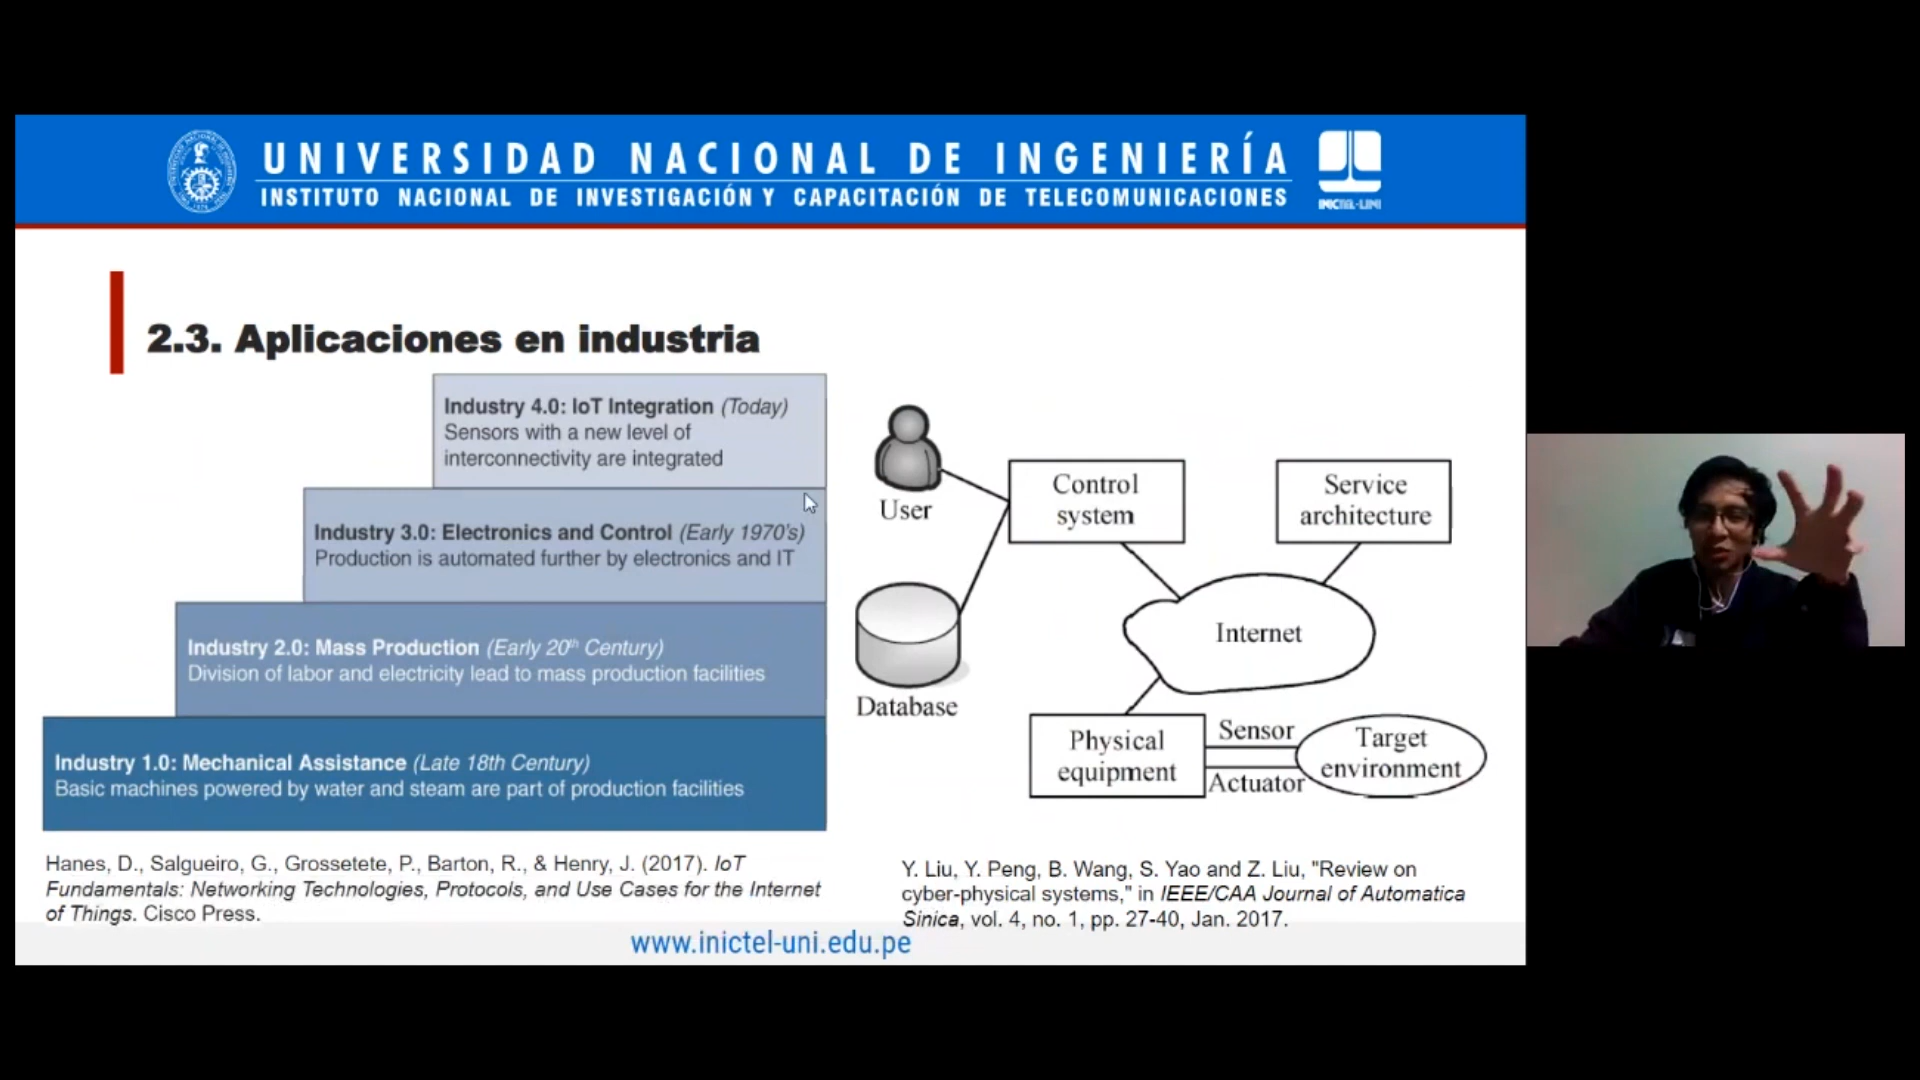 UNIVERSIDAD NACIONAL DE INGENIERÍA
INSTITUTO NACIONAL DE INVESTIGACIÓN Y CAPACITACIÓN DE TELECOMUNICACIONES
INICTEL-UNI
2.3. Aplicaciones en industria
Industry 4.0: IoT Integration (Today)
Sensors with a new level of
interconnectivity are integrated
Industry 3.0: Electronics and Control (Early 1970's)
Production is automated further by electronics and IT
Industry 2.0: Mass Production (Early 20th Century)
Division of labor and electricity lead to mass production facilities
Industry 1.0: Mechanical Assistance (Late 18th Century)
Basic machines powered by water and steam are part of production facilities
Hanes, D., Salgueiro, G., Grossetete, P., Barton, R., & Henry, J. (2017). IoT
Fundamentals: Networking Technologies, Protocols, and Use Cases for the Internet
of Things. Cisco Press.
User
Control
system
Service
architecture
Internet
Database
Physical
equipment
Sensor
Actuator
Target
environment
Y. Liu, Y. Peng, B. Wang, S. Yao and Z. Liu, "Review on
cyber-physical systems," in IEEE/CAA Journal of Automatica
Sinica, vol. 4, no. 1, pp. 27-40, Jan. 2017.
www.inictel-uni.edu.pe